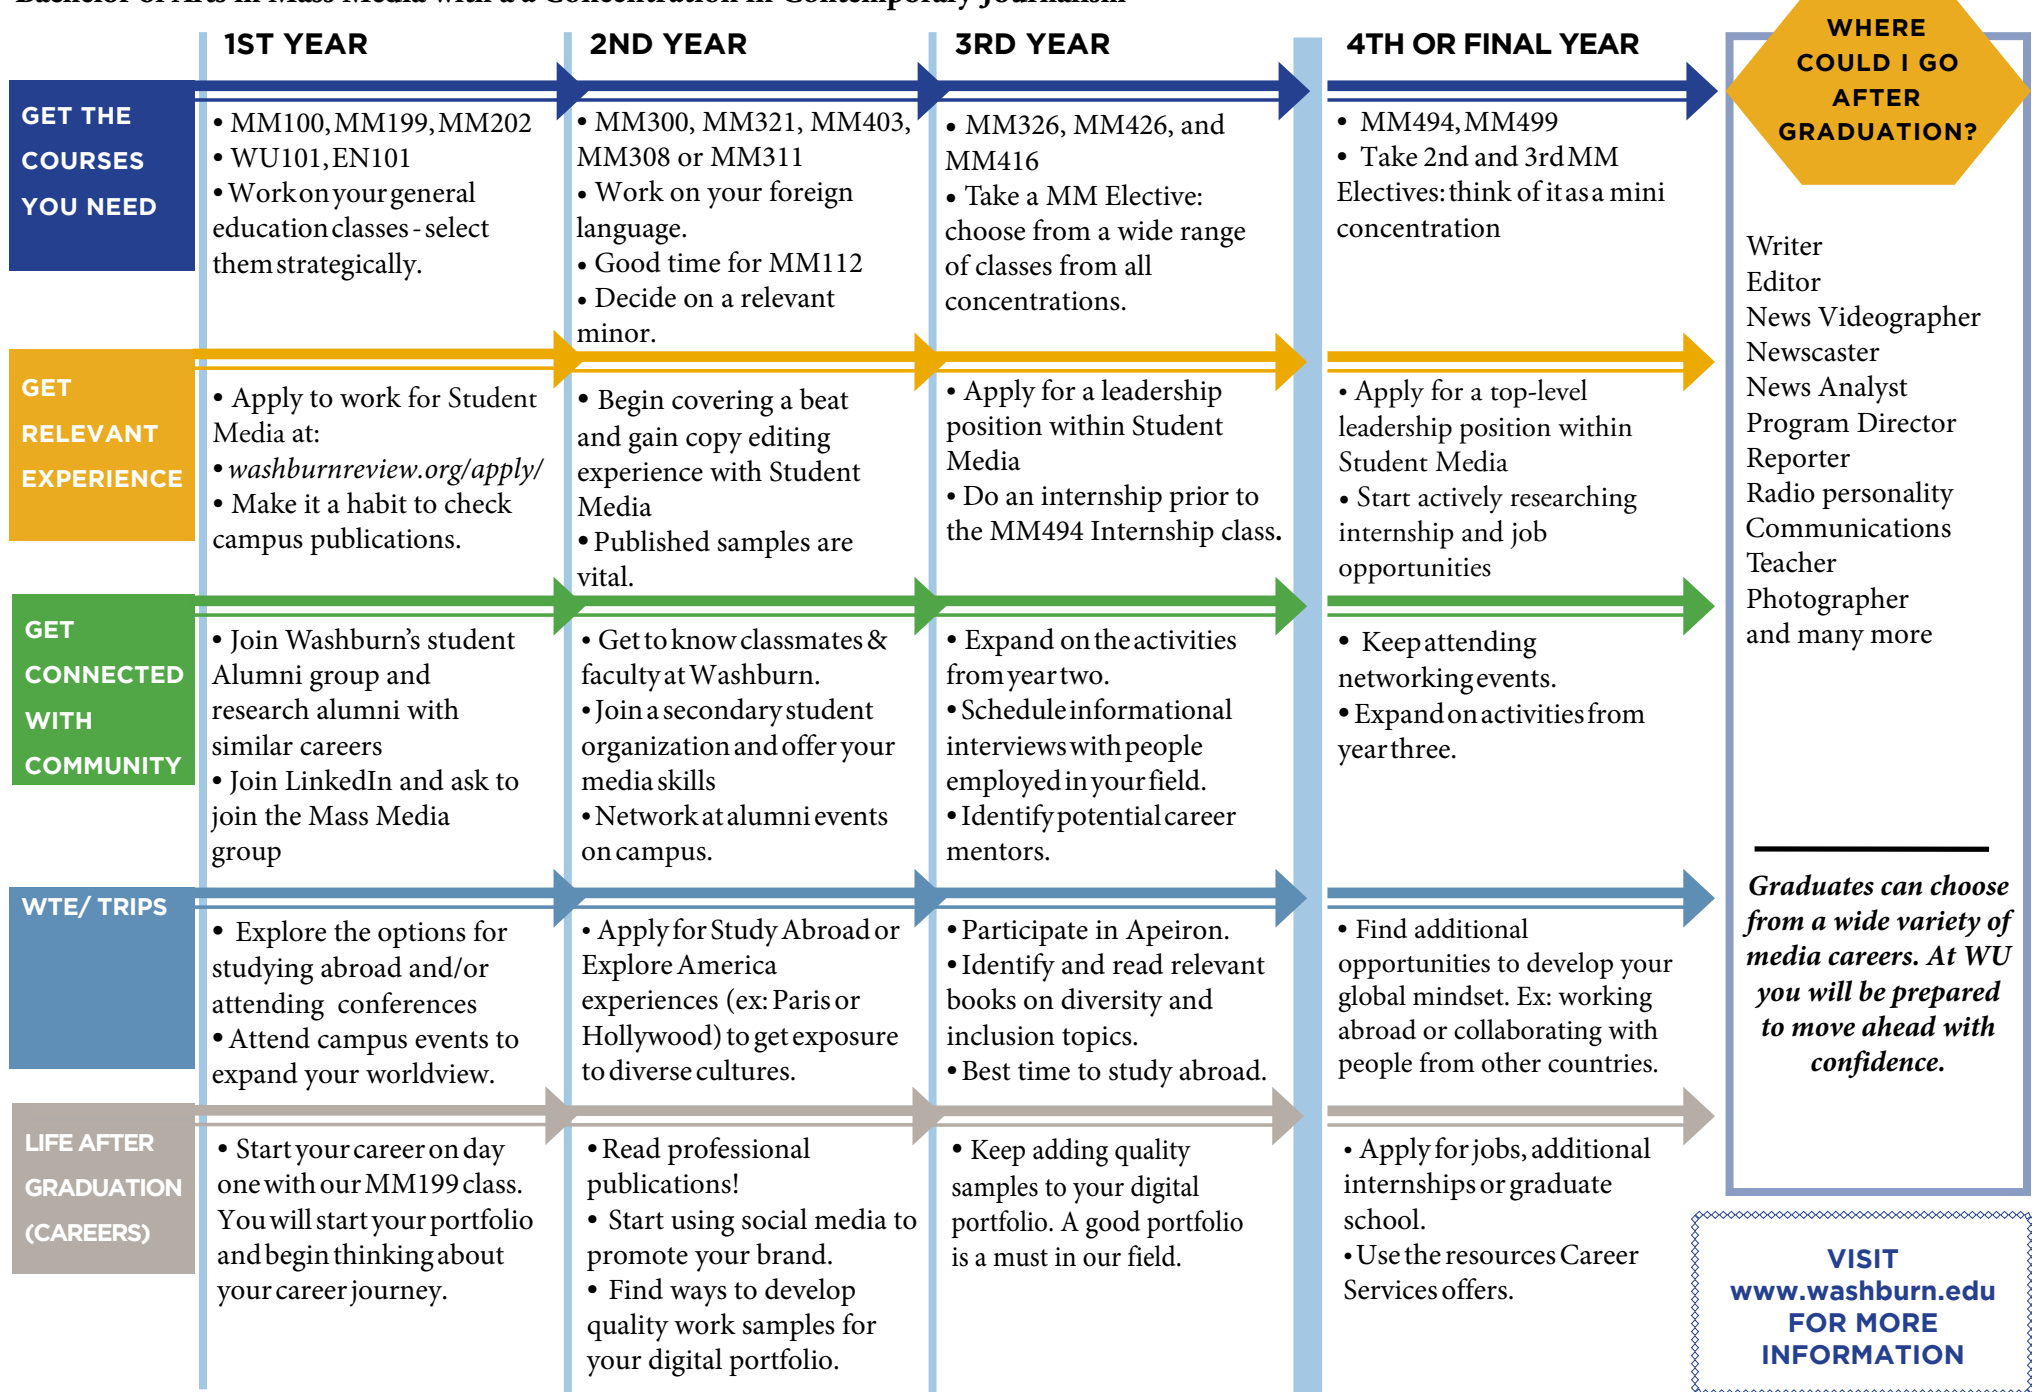 Bachelor of Arts in Mass Media with a a Concentration in Contemporary Journalism
1ST YEAR
2ND YEAR
3RD YEAR
4TH OR FINAL YEAR
GET THE
COURSES
YOU NEED
• MM100, MM199, MM202
• WU101, EN101
• Work on your general
education classes - select
them strategically.
• MM300, MM321, MM403,
MM308 or MM311
• Work on your foreign
language.
• Good time for MM112
• Decide on a relevant
minor.
• MM326, MM426, and
MM416
• Take a MM Elective:
choose from a wide range
of classes from all
concentrations.
• MM494, MM499
• Take 2nd and 3rd MM
Electives: think of it as a mini
concentration
GET
RELEVANT
EXPERIENCE
• Apply to work for Student
Media at:
• washburnreview.org/apply/
• Make it a habit to check
campus publications.
• Begin covering a beat
and gain copy editing
experience with Student
Media
• Published samples are
vital.
• Apply for a leadership
position within Student
Media
• Do an internship prior to
the MM494 Internship class.
• Apply for a top-level
leadership position within
Student Media
• Start actively researching
internship and job
opportunities
GET
CONNECTED
WITH
COMMUNITY
• Join Washburn's student
Alumni group and
research alumni with
similar careers
• Join LinkedIn and ask to
join the Mass Media
group
• Get to know classmates &
faculty at Washburn.
• Join a secondary student
organization and offer your
media skills
• Network at alumni events
on campus.
• Expand on the activities
from year two.
• Schedule informational
interviews with people
employed in your field.
• Identify potential career
mentors.
• Keep attending
networking events.
• Expand on activities from
year three.
WTE/ TRIPS
• Explore the options for
studying abroad and/or
attending conferences
• Attend campus events to
expand your worldview.
• Apply for Study Abroad or
Explore America
experiences (ex: Paris or
Hollywood) to get exposure
to diverse cultures.
• Participate in Apeiron.
• Identify and read relevant
books on diversity and
inclusion topics.
• Best time to study abroad.
• Find additional
opportunities to develop your
global mindset. Ex: working
abroad or collaborating with
people from other countries.
LIFE AFTER
GRADUATION
(CAREERS)
• Start your career on day
one with our MM199 class.
You will start your portfolio
and begin thinking about
your career journey.
• Read professional
publications!
• Start using social media to
promote your brand.
• Find ways to develop
quality work samples for
your digital portfolio.
• Keep adding quality
samples to your digital
portfolio. A good portfolio
is a must in our field.
• Apply for jobs, additional
internships or graduate
school.
• Use the resources Career
Services offers.
WHERE
COULD I GO
AFTER
GRADUATION?
Writer
Editor
News Videographer
Newscaster
News Analyst
Program Director
Reporter
Radio personality
Communications
Teacher
Photographer
and many more
Graduates can choose
from a wide variety of
media careers. At WU
you will be prepared
to move ahead with
confidence.
VISIT
www.washburn.edu
FOR MORE
INFORMATION